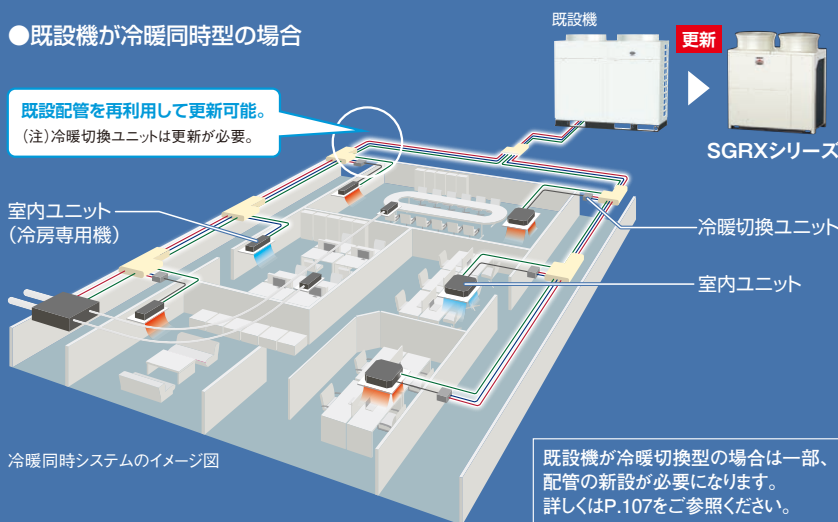 ●既設機が冷暖同時型の場合
既設機
更新
SGRXシリーズ
既設配管を再利用して更新可能。
(注)冷暖切換ユニットは更新が必要。
室内ユニット
(冷房専用機)
冷暖切換ユニット
室内ユニット
冷暖同時システムのイメージ図
既設機が冷暖切換型の場合は一部、
配管の新設が必要になります。
詳しくはP.107をご参照ください。